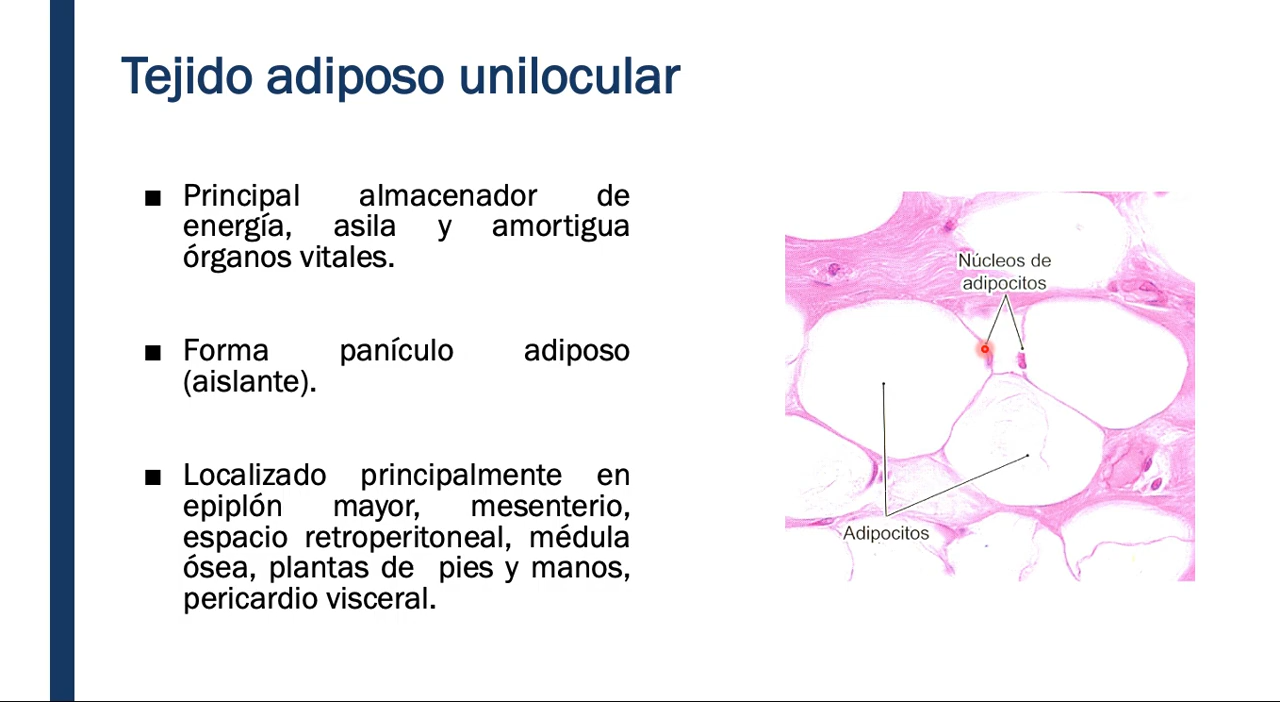 Tejido adiposo unilocular
■ Principal almacenador de
energía, asila y amortigua
órganos vitales.
■ Forma panículo adiposo
(aislante).
■ Localizado principalmente en
epiplón mayor, mesenterio,
espacio retroperitoneal, médula
ósea, plantas de pies y manos,
pericardio visceral.
Núcleos de
adipocitos
Adipocitos